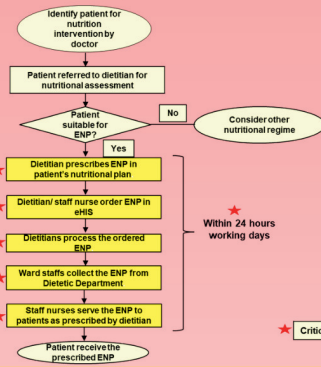 Identify patient for
nutrition
intervention by
doctor
Patient referred to dietitian for
nutritional assessment
Patient
suitable for
ENP?
No
Consider other
nutritional regime
Yes
Dietitian prescribes ENP in
patient's nutritional plan
Dietitian/ staff nurse order ENP in
eHIS
Dietitians process the ordered
ENP
Ward staffs collect the ENP from
Dietetic Department
Staff nurses serve the ENP to
patients as prescribed by dietitian
Patient receive the
prescribed ENP
Within 24 hours
working days
Critic